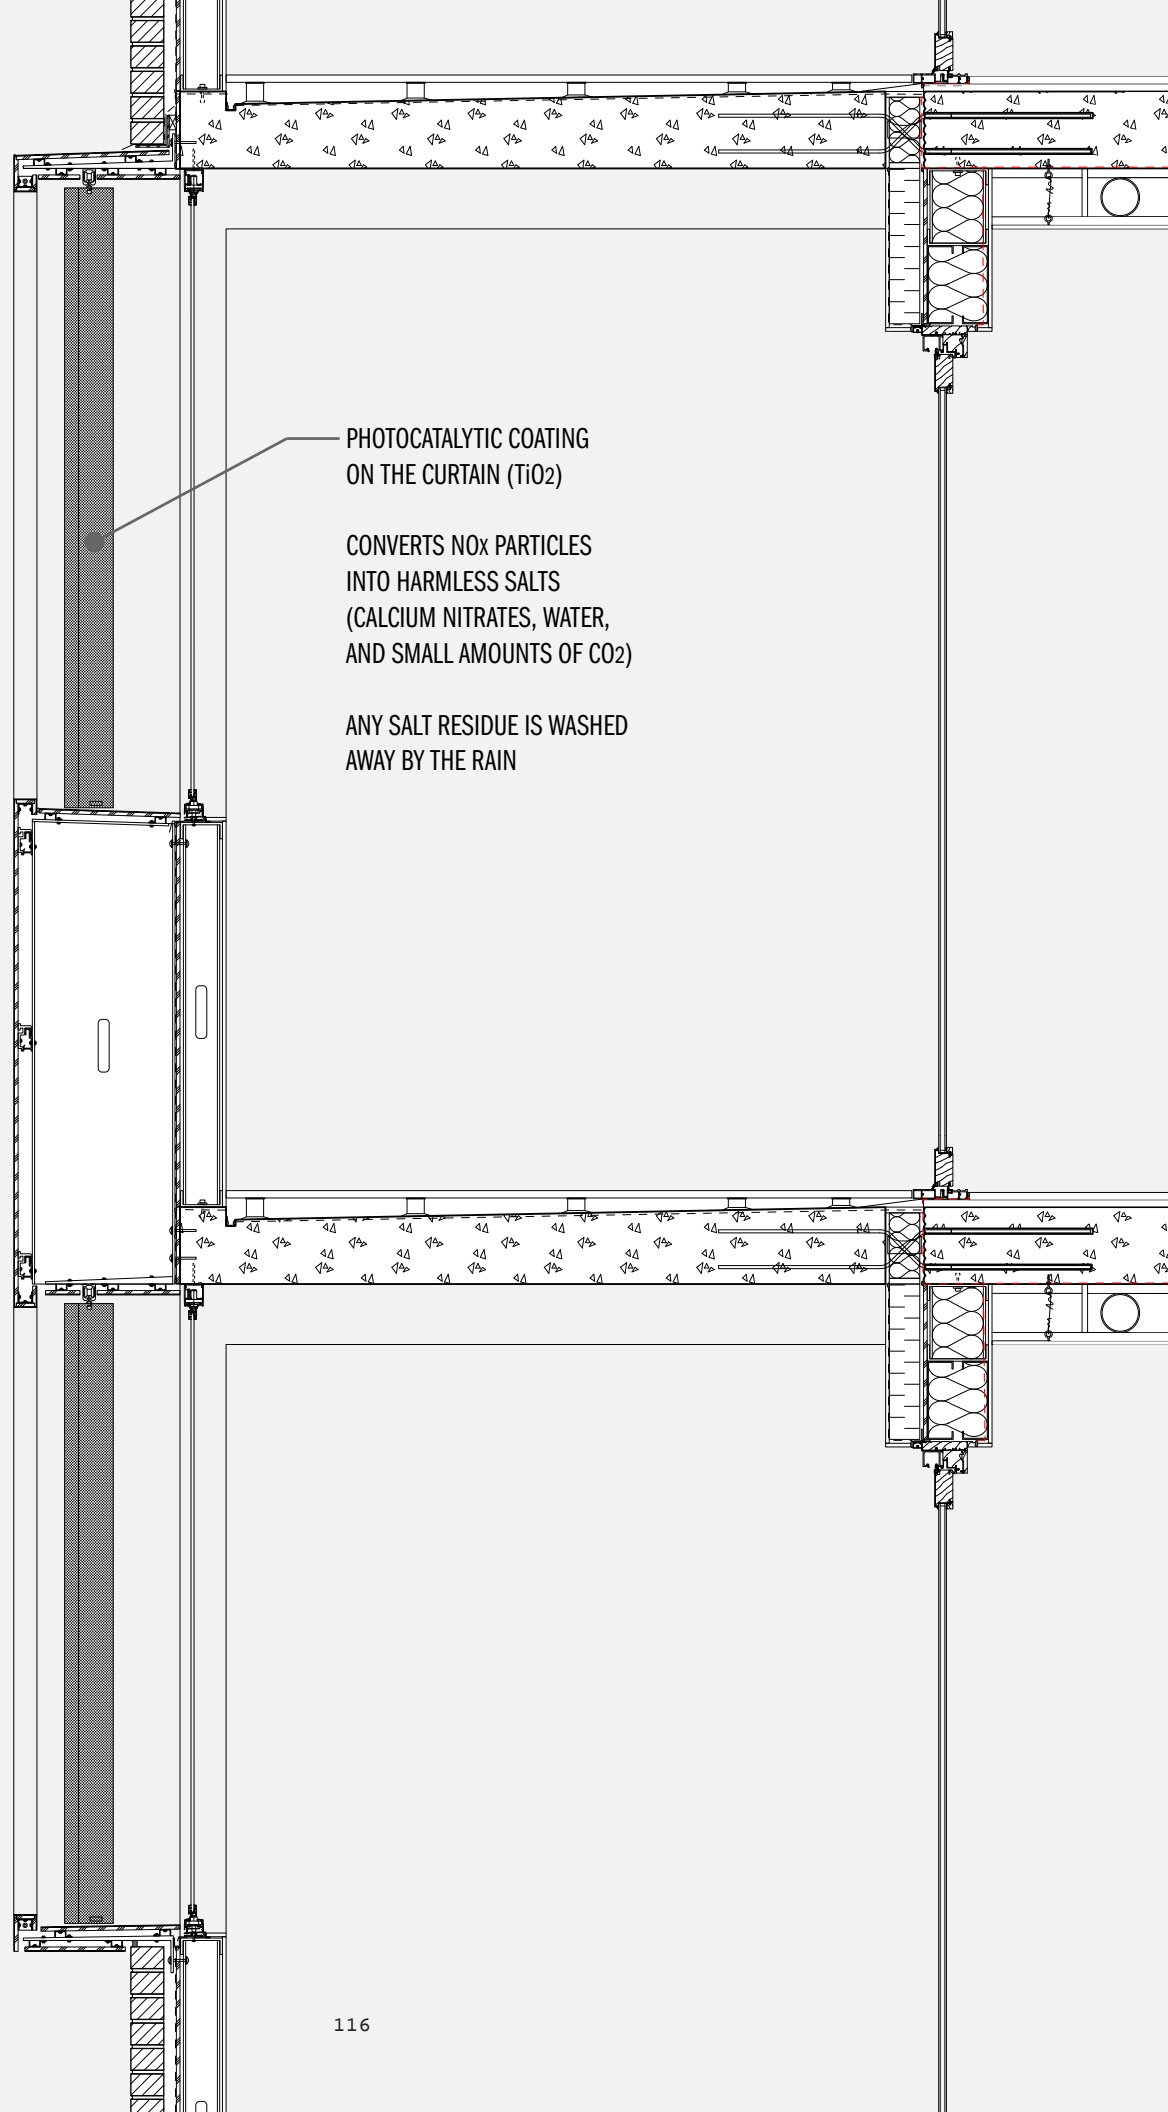 PHOTOCATALYTIC COATING
ON THE CURTAIN (TiO2)
CONVERTS NOx PARTICLES
INTO HARMLESS SALTS
(CALCIUM NITRATES, WATER,
AND SMALL AMOUNTS OF CO2)
ANY SALT RESIDUE IS WASHED
AWAY BY THE RAIN
116